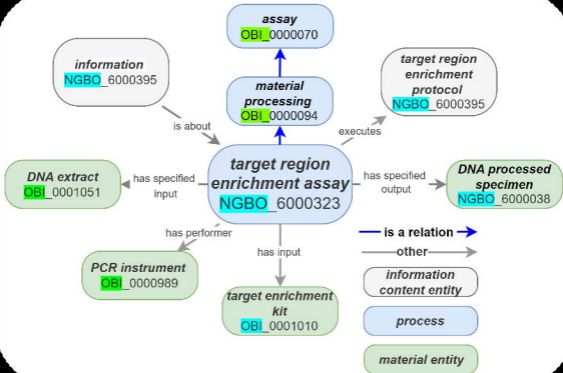 assay
OBI_0000070
information
NGBO_6000395
material
processing
OBI_0000094
target region
enrichment
protocol
NGBO_6000395
is about
executes
DNA extract
OBI_0001051
has specified
input
target region
enrichment assay
NGBO_6000323
has specified
output
DNA processed
specimen
NGBO_6000038
has performer
has input
PCR instrument
OBI_0000989
target enrichment
kit
OBI_0001010
is a relation
other
information
content entity
process
material entity